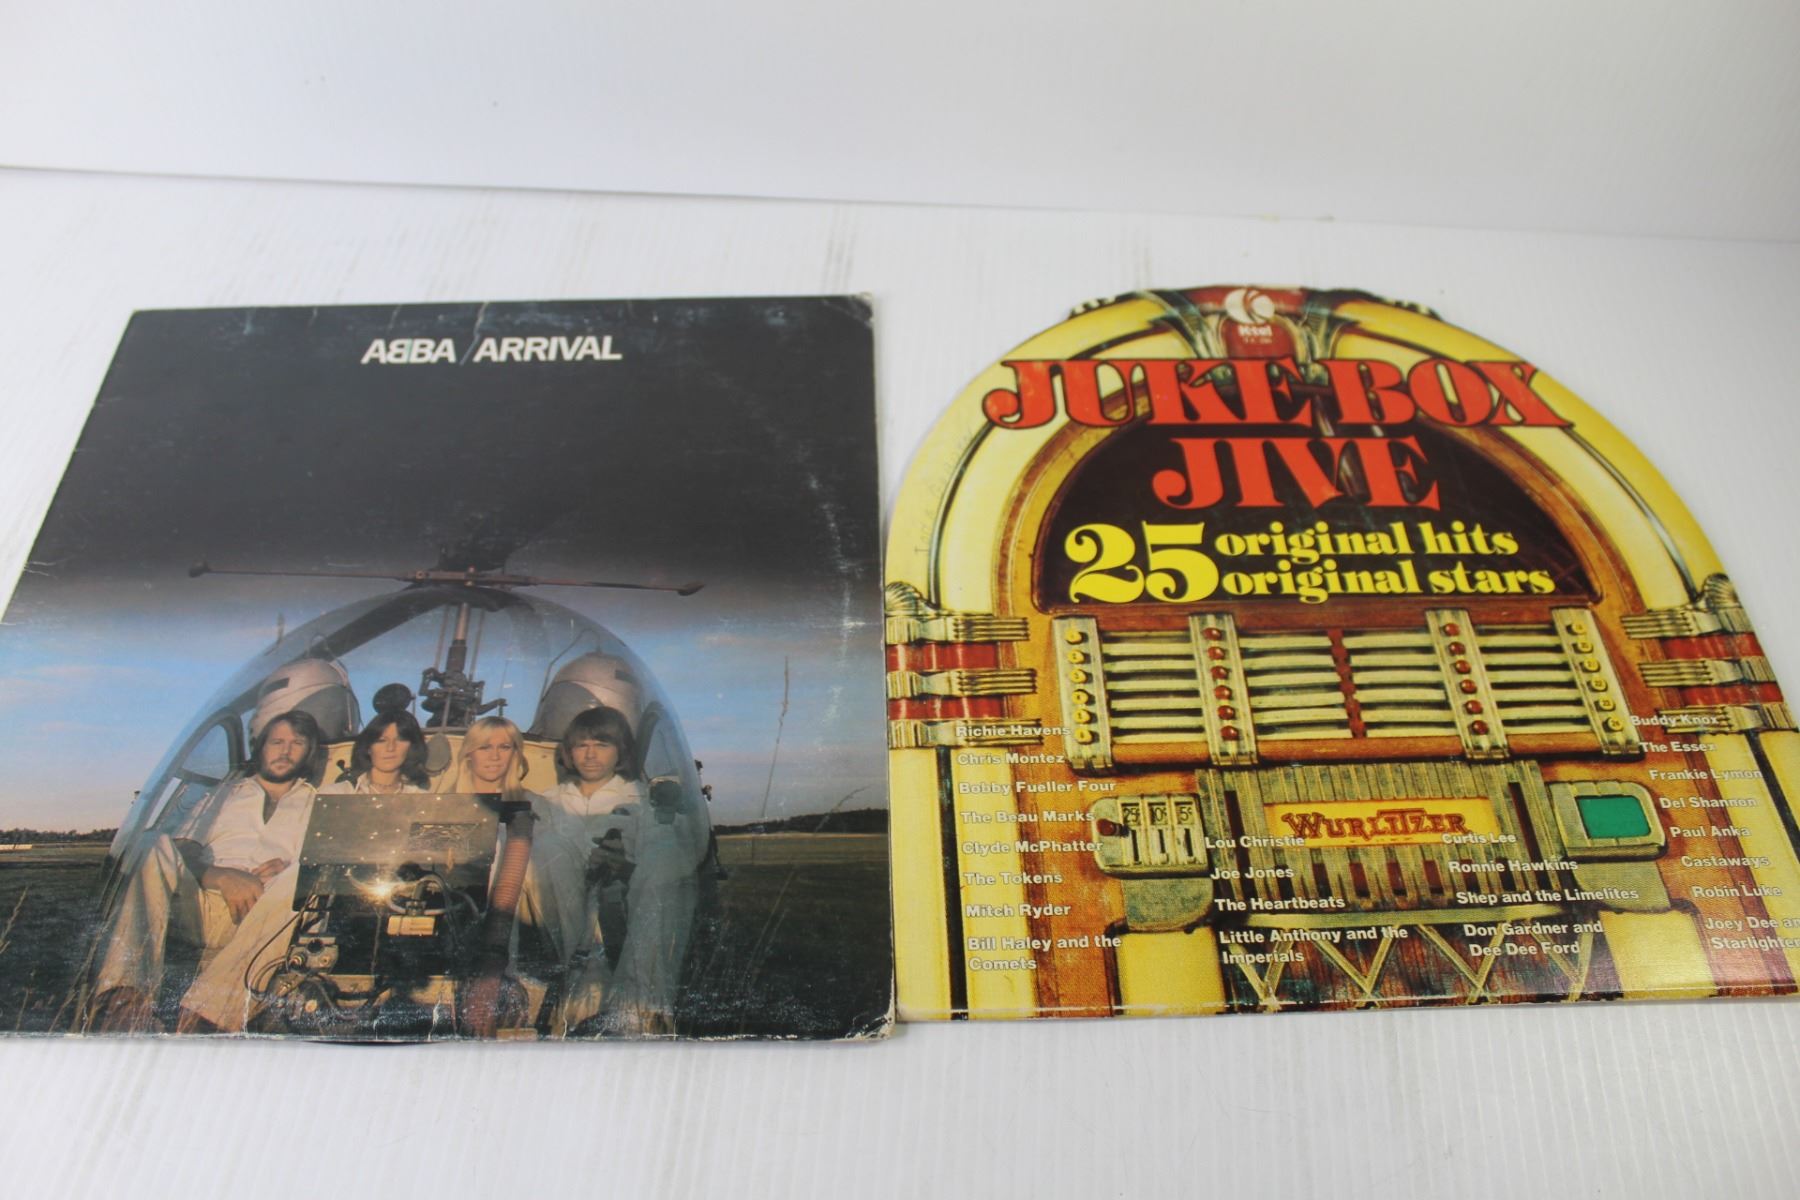 ABBA / ARRIVAL
K-tel
JUKE BOX
JIVE
25 original hits
original stars
Richie Havens
Chris Montez
Bobby Fueller Four
The Beau Marks
Clyde McPhatter
The Tokens
Mitch Ryder
Bill Haley and the
Comets
WURLITZER
Lou Christie
Joe Jones
The Heartbeats
Little Anthony and the
Imperials
Curtis Lee
Ronnie Hawkins
Shep and the Limelites
Don Gardner and
Dee Dee Ford
Buddy Knox
The Essex
Frankie Lymon
Del Shannon
Paul Anka
Castaways
Robin Luke
Joey Dee an
Starlighter